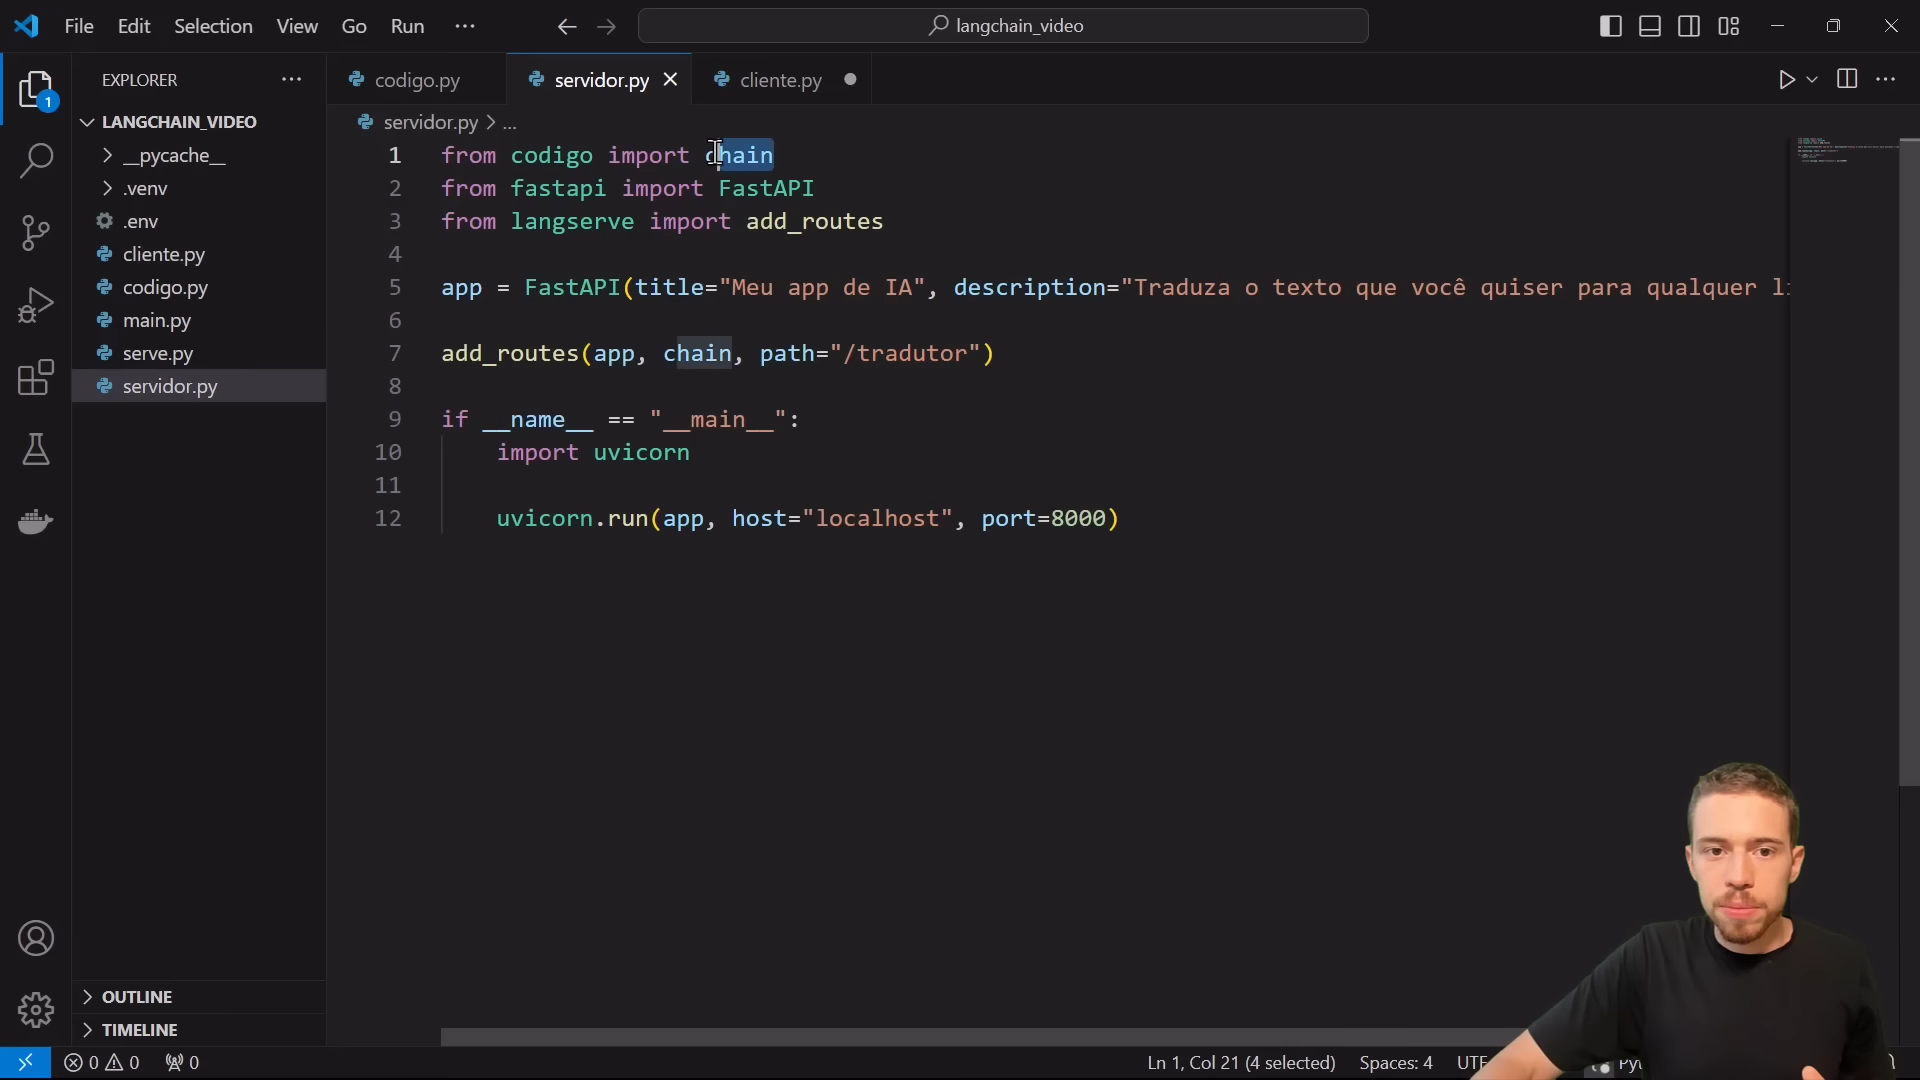 File Edit Selection View Go Run ··· langchain_video
EXPLORER ···
codigo.py servidor.py cliente.py
LANGCHAIN_VIDEO
__pycache__
.venv
.env
cliente.py
codigo.py
main.py
serve.py
servidor.py
OUTLINE
TIMELINE
1
servidor.py > ...
1 from codigo import chain
2 from fastapi import FastAPI
3 from langserve import add_routes
4
5 app = FastAPI(title="Meu app de IA", description="Traduza o texto que você quiser para qualquer li
6
7 add_routes(app, chain, path="/tradutor")
8
9 if __name__ == "__main__":
10 import uvicorn
11
12 uvicorn.run(app, host="localhost", port=8000)
0 0 0 Ln 1, Col 21 (4 selected) Spaces: 4 UTF Pyt